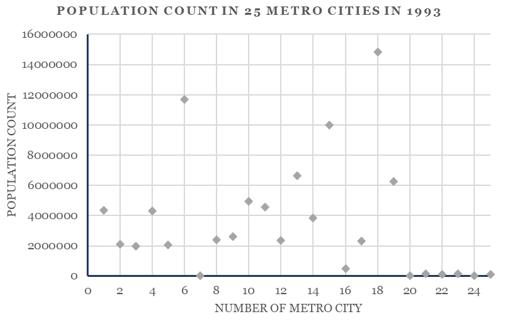 POPULATION COUNT IN 25 METRO CITIES IN 1993
16000000
14000000
12000000
10000000
8000000
6000000
4000000
2000000
0
POPULATION COUNT
0 2 4 6 8 10 12 14 16 18 20 22 24
NUMBER OF METRO CITY